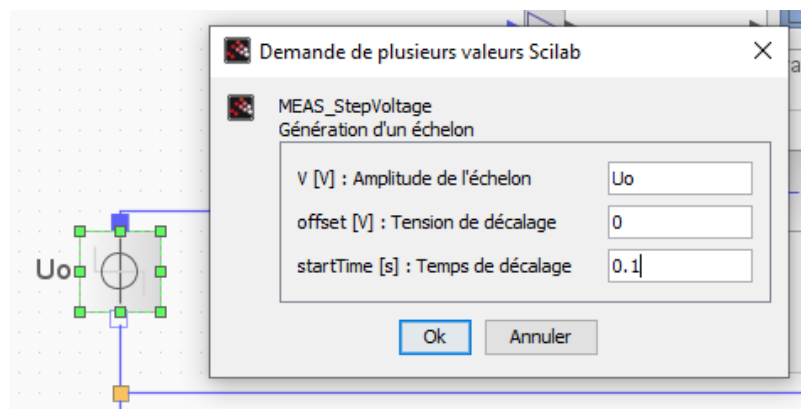 Demande de plusieurs valeurs Scilab
MEAS_StepVoltage
Génération d'un échelon
V [V] : Amplitude de l'échelon
Uo
offset [V] : Tension de décalage
0
startTime [s] : Temps de décalage
0.1
Uo
Ok
Annuler